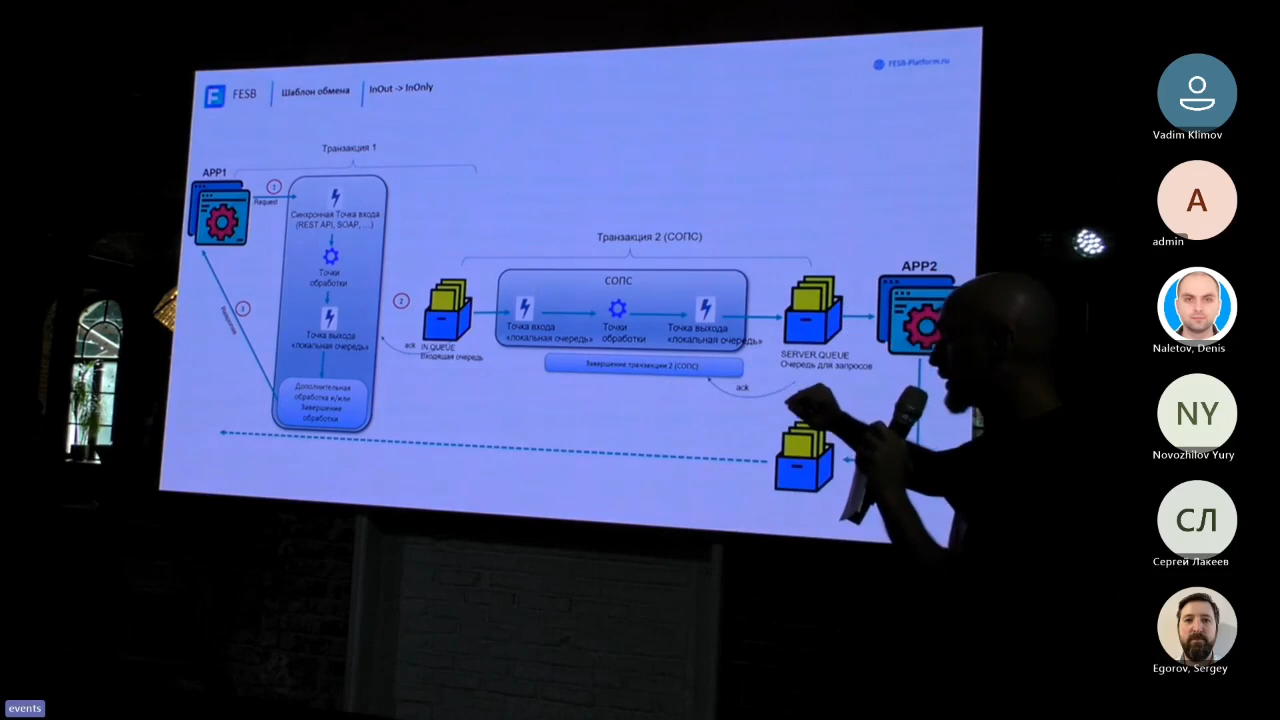 FESB
Шаблон обмена
InOut -> InOnly
FESB-Platform.ru
Транзакция 1
APP1
1
Request
Синхронная Точка входа
(REST API, SOAP, ...)
Точки
обработки
Точка выхода
«локальная очередь»
Дополнительная
обработка и/или
Завершение
обработки
3
2
ack
IN.QUEUE
Входящая очередь
Транзакция 2 (СОПС)
СОПС
Точка входа
«локальная очередь»
Точки
обработки
Точка выхода
«локальная очередь»
Завершение транзакции 2 (СОПС)
ack
SERVER.QUEUE
Очередь для запросов
APP2
Vadim Klimov
A
admin
Naletov, Denis
NY
Novozhilov Yury
СЛ
Сергей Лакеев
Egorov, Sergey
events